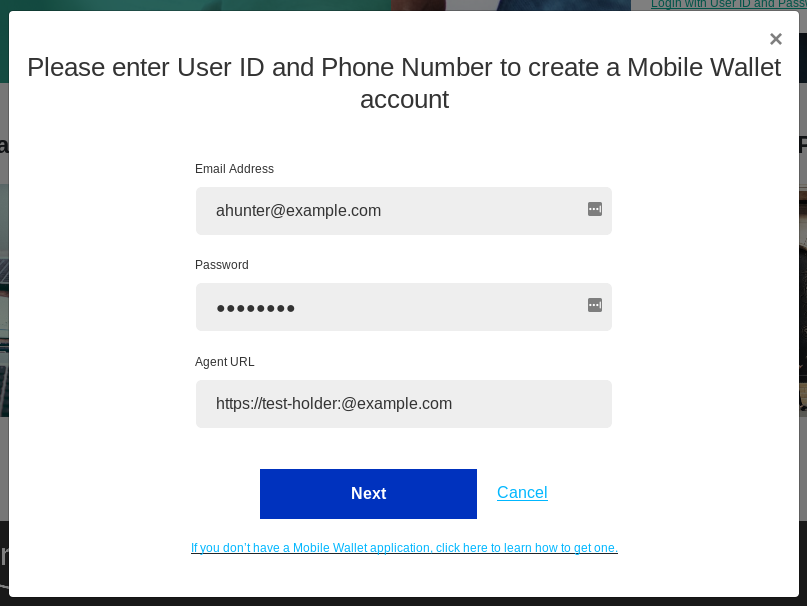 Login with User ID and Passw
×
Please enter User ID and Phone Number to create a Mobile Wallet
account
Email Address
ahunter@example.com
Password
●●●●●●●●
Agent URL
https://test-holder:@example.com
Next
Cancel
If you don't have a Mobile Wallet application, click here to learn how to get one.